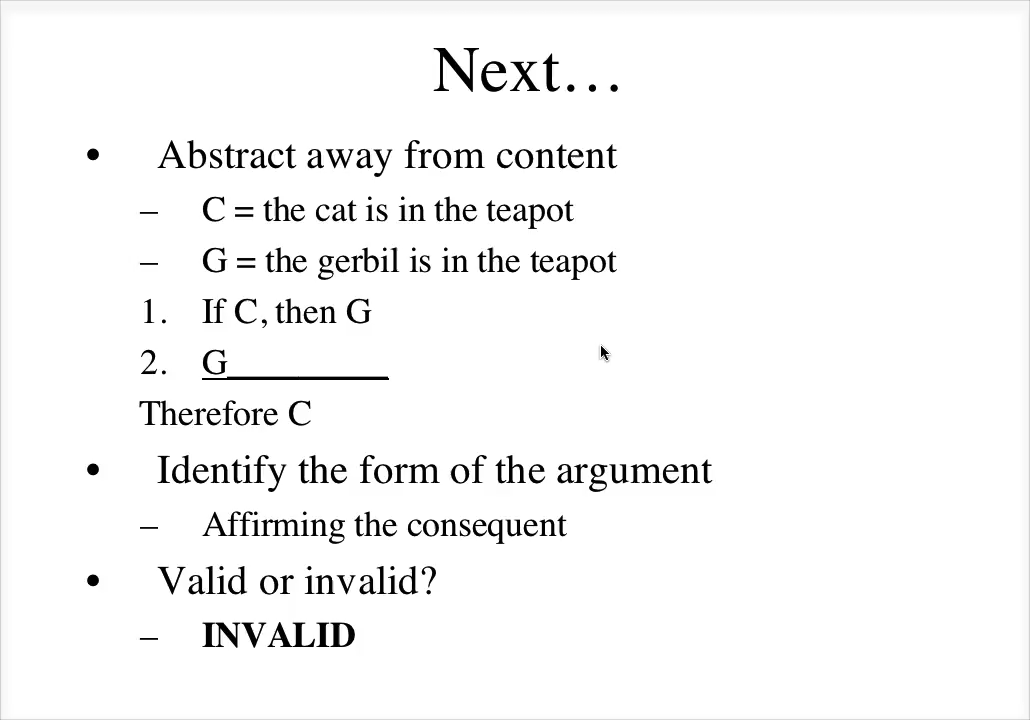 Next…
• Abstract away from content
– C = the cat is in the teapot
– G = the gerbil is in the teapot
1. If C, then G
2. G_________
Therefore C
• Identify the form of the argument
– Affirming the consequent
• Valid or invalid?
– INVALID